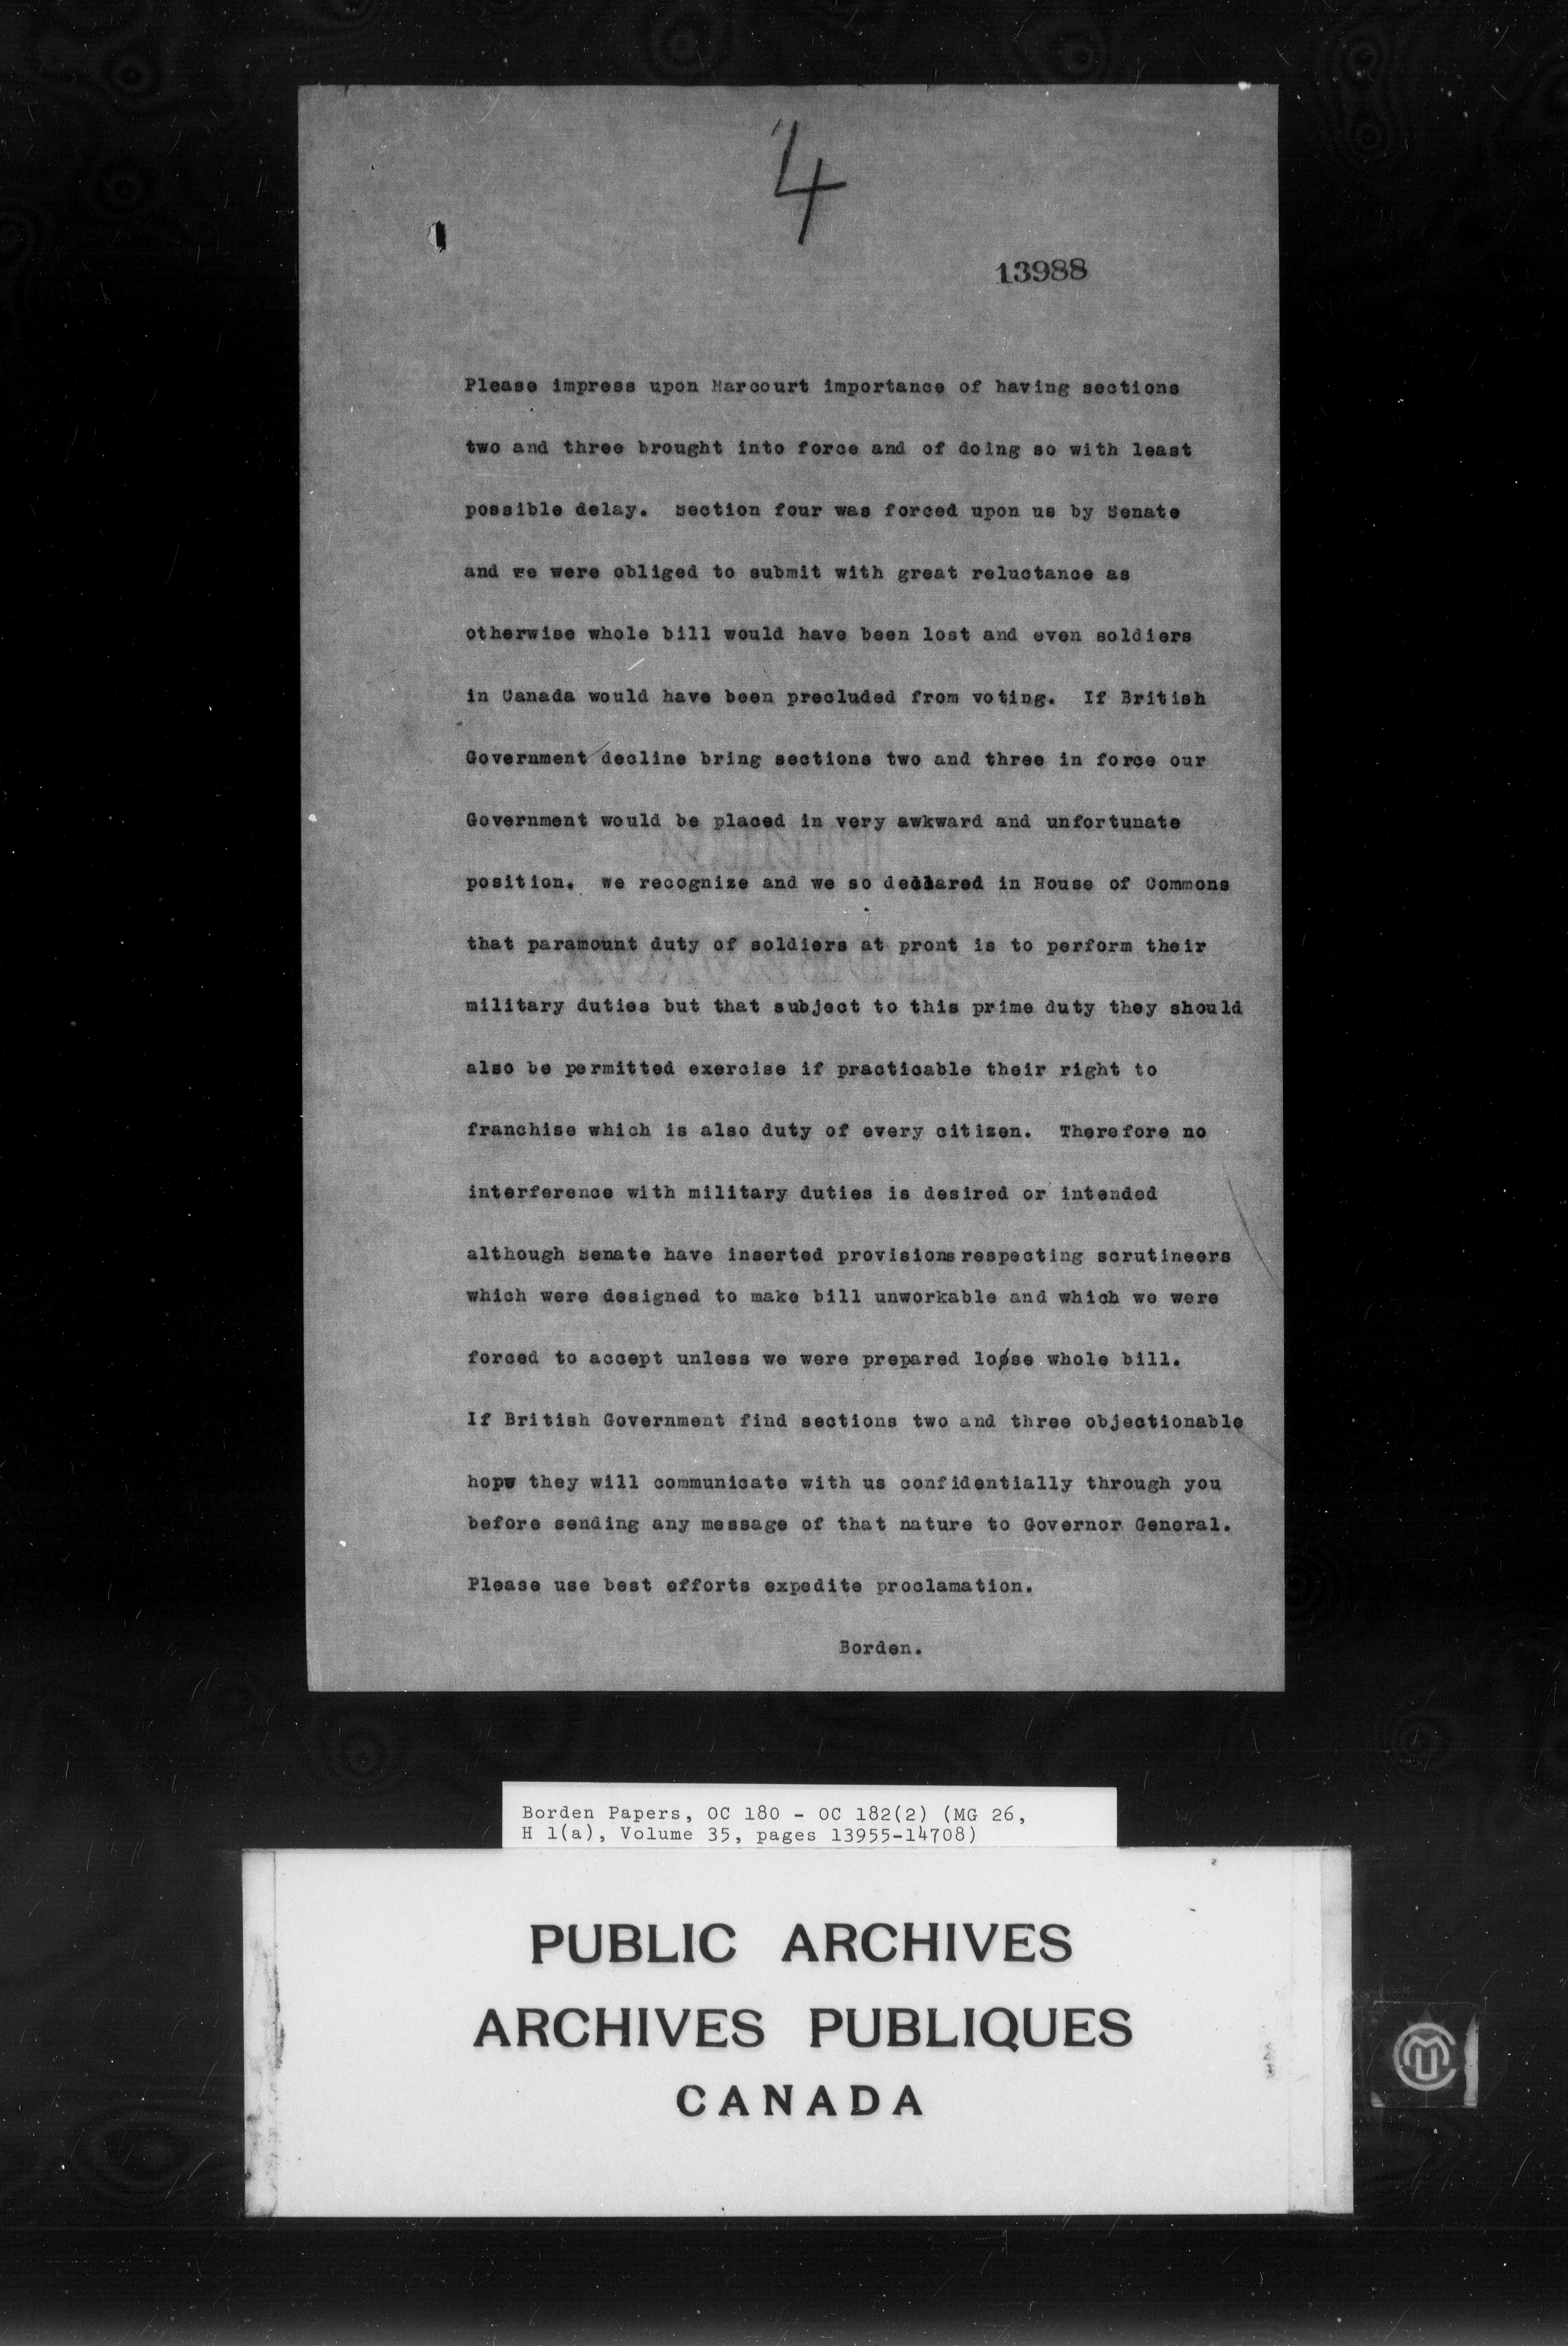 4
13988
Please impress upon Harcourt importance of having sections
two and three brought into force and of doing so with least
possible delay. Section four was forced upon us by Senate
and we were obliged to submit with great reluctance as
otherwise whole bill would have been lost and even soldiers
in Canada would have been precluded from voting. If British
Government decline bring sections two and three in force our
Government would be placed in very awkward and unfortunate
position. We recognize and we so declared in House of Commons
that paramount duty of soldiers at pront is to perform their
military duties but that subject to this prime duty they should
also be permitted exercise if practicable their right to
franchise which is also duty of every citizen. Therefore no
interference with military duties is desired or intended
although Senate have inserted provisions respecting scrutineers
which were designed to make bill unworkable and which we were
forced to accept unless we were prepared loøse whole bill.
If British Government find sections two and three objectionable
hope they will communicate with us confidentially through you
before sending any message of that nature to Governor General.
Please use best efforts expedite proclamation.
Borden.
Borden Papers, OC 180 - OC 182(2) (MG 26,
H 1(a), Volume 35, pages 13955-14708)
PUBLIC ARCHIVES
ARCHIVES PUBLIQUES
CANADA